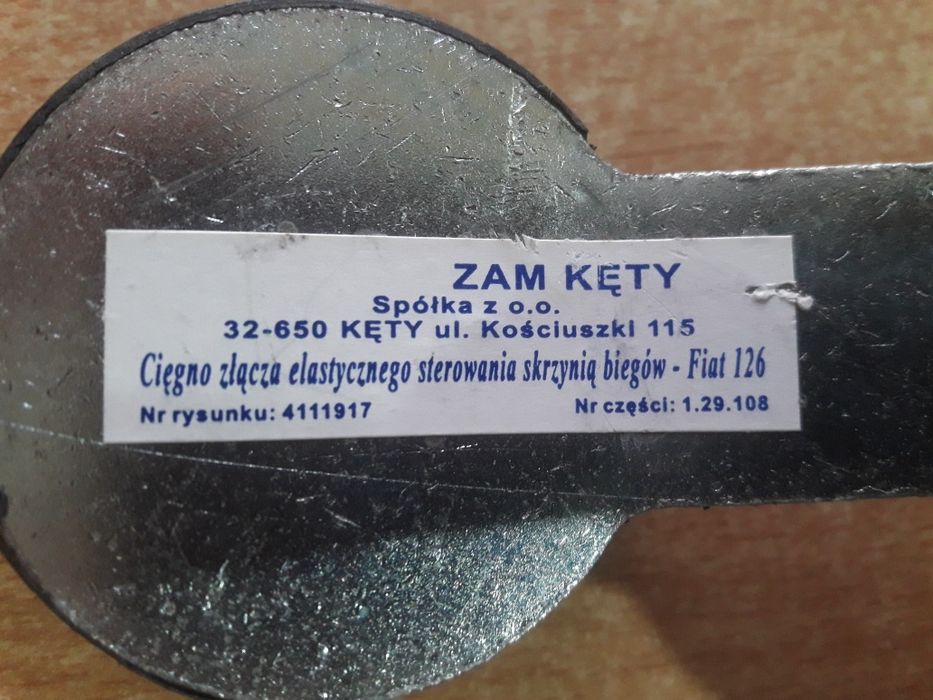 ZAM KĘTY
Spółka z o.o.
32-650 KĘTY ul. Kościuszki 115
Cięgno złącza elastycznego sterowania skrzynią biegów - Fiat 126
Nr rysunku: 4111917 Nr części: 1.29.108